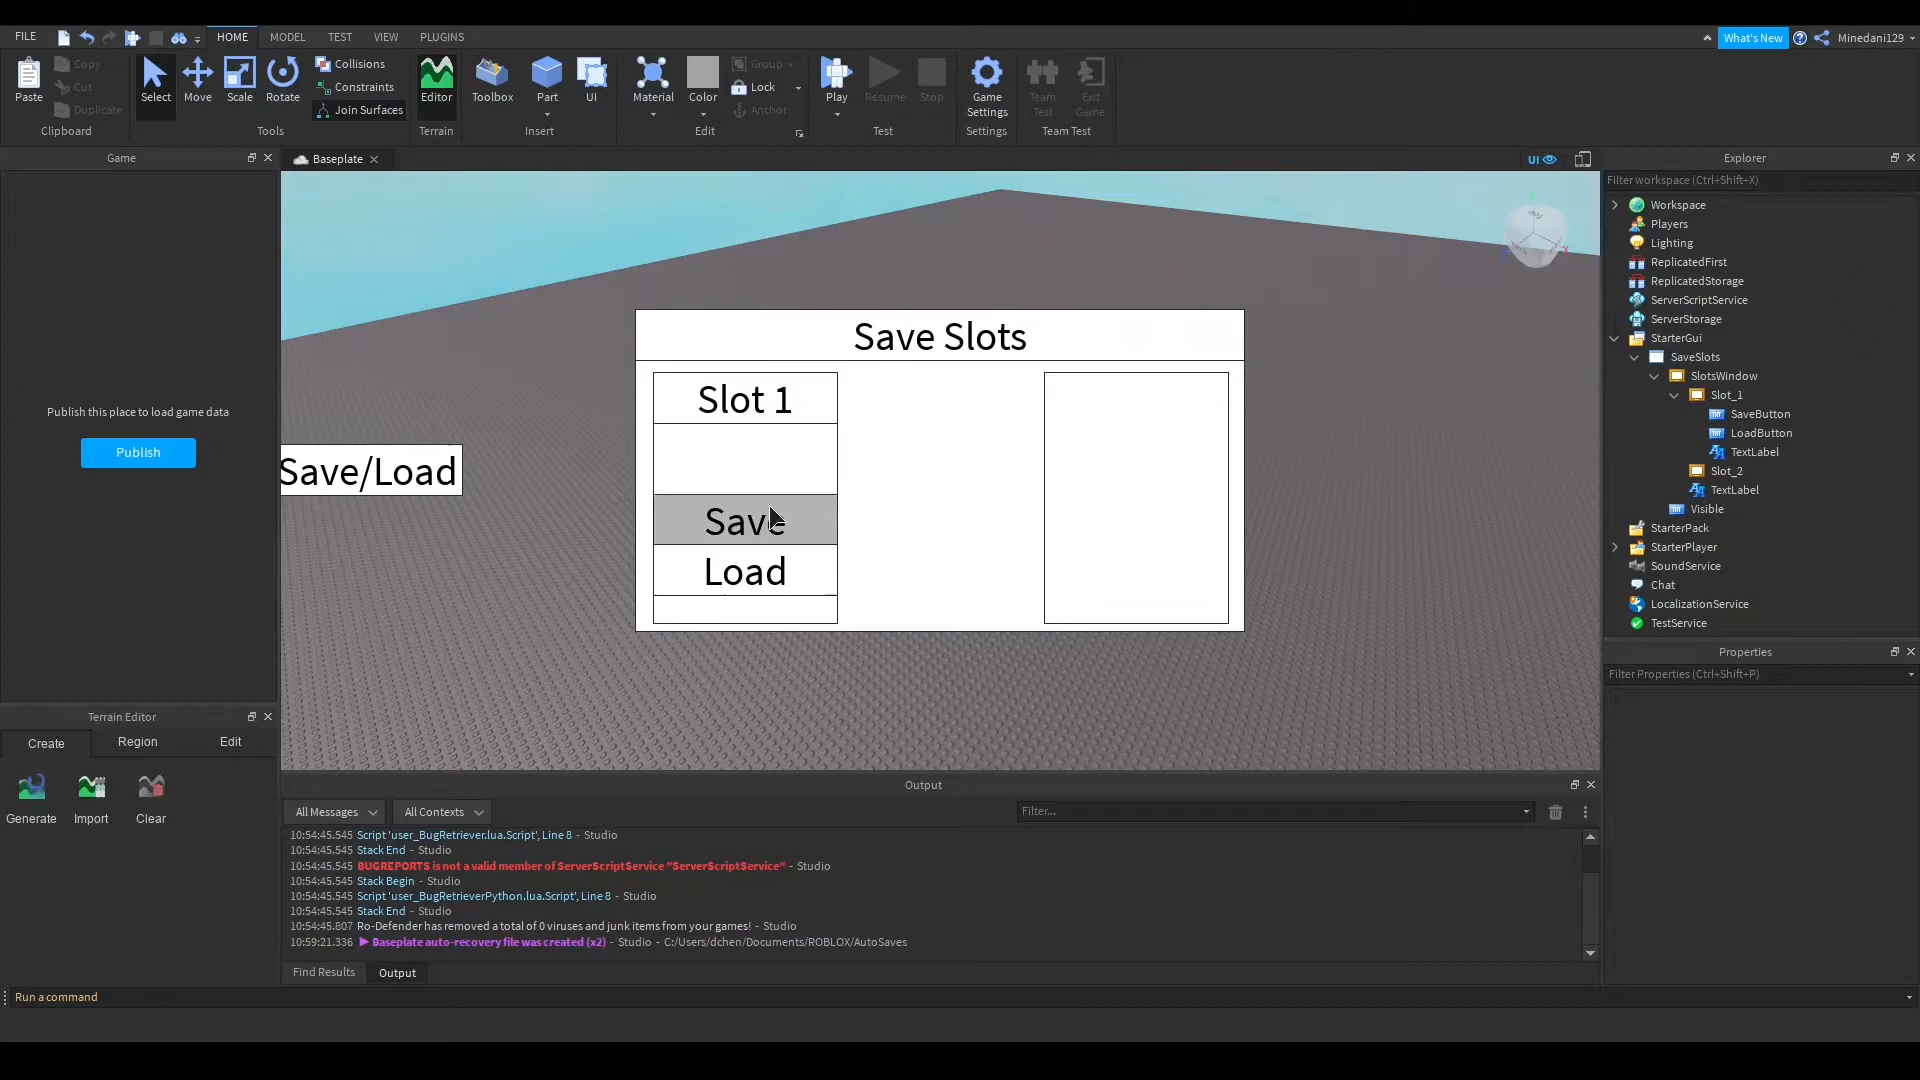 FILE
HOME
MODEL
TEST
VIEW
PLUGINS
What's New
Minedani129
Paste
Copy
Cut
Duplicate
Clipboard
Select
Move
Scale
Rotate
Collisions
Constraints
Join Surfaces
Tools
Editor
Terrain
Toolbox
Part
UI
Insert
Material
Color
Group
Lock
Anchor
Edit
Play
Resume
Stop
Test
Game
Settings
Settings
Team
Test
Exit
Game
Team Test
Game
Publish this place to load game data
Publish
Terrain Editor
Create
Region
Edit
Generate
Import
Clear
Baseplate
UI
Save/Load
Save Slots
Slot 1
Save
Load
Output
All Messages
All Contexts
Filter...
10:54:45.545 Script 'user_BugRetriever.lua.Script', Line 8 - Studio
10:54:45.545 Stack End - Studio
10:54:45.545 BUGREPORTS is not a valid member of ServerScriptService "ServerScriptService" - Studio
10:54:45.545 Stack Begin - Studio
10:54:45.545 Script 'user_BugRetrieverPython.lua.Script', Line 8 - Studio
10:54:45.545 Stack End - Studio
10:54:45.807 Ro-Defender has removed a total of 0 viruses and junk items from your games! - Studio
10:59:21.336 Baseplate auto-recovery file was created (x2) - Studio - C:/Users/dchen/Documents/ROBLOX/AutoSaves
Find Results
Output
Run a command
Explorer
Filter workspace (Ctrl+Shift+X)
Workspace
Players
Lighting
ReplicatedFirst
ReplicatedStorage
ServerScriptService
ServerStorage
StarterGui
SaveSlots
SlotsWindow
Slot_1
SaveButton
LoadButton
TextLabel
Slot_2
TextLabel
Visible
StarterPack
StarterPlayer
SoundService
Chat
LocalizationService
TestService
Properties
Filter Properties (Ctrl+Shift+P)